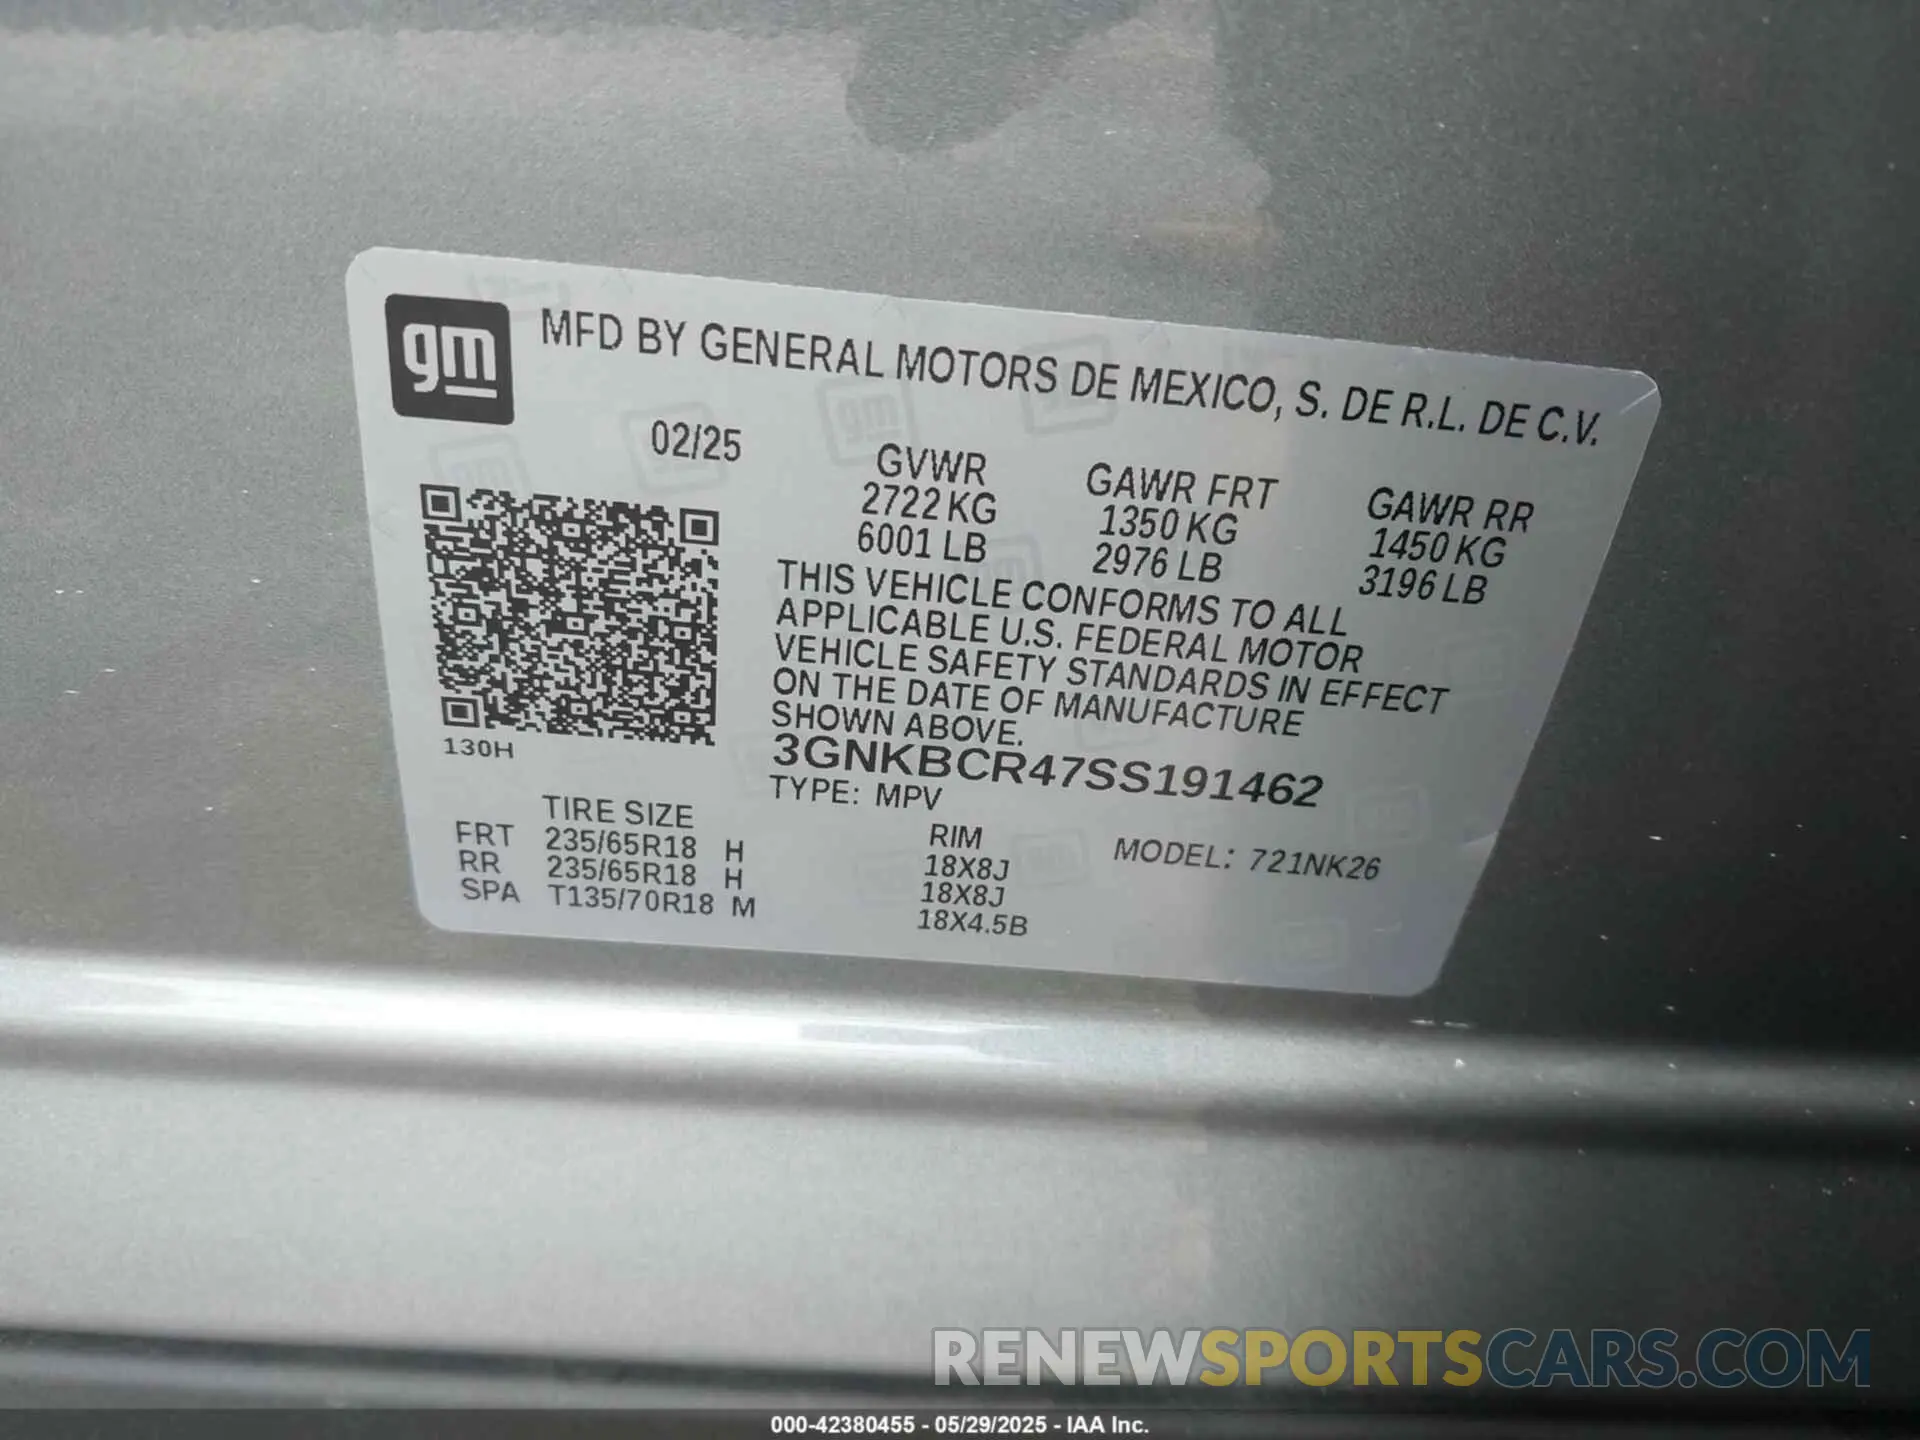 gm
MFD BY GENERAL MOTORS DE MEXICO, S. DE R.L. DE C.V.
02/25
GVWR
2722 KG
6001 LB
GAWR FRT
1350 KG
2976 LB
GAWR RR
1450 KG
3196 LB
THIS VEHICLE CONFORMS TO ALL
APPLICABLE U.S. FEDERAL MOTOR
VEHICLE SAFETY STANDARDS IN EFFECT
ON THE DATE OF MANUFACTURE
SHOWN ABOVE.
3GNKBCR47SS191462
TYPE: MPV
130H
TIRE SIZE
RIM
MODEL: 721NK26
FRT 235/65R18 H 18X8J
RR 235/65R18 H 18X8J
SPA T135/70R18 M 18X4.5B
RENEWSPORTSCARS.COM
000-42380455 - 05/29/2025 - IAA Inc.